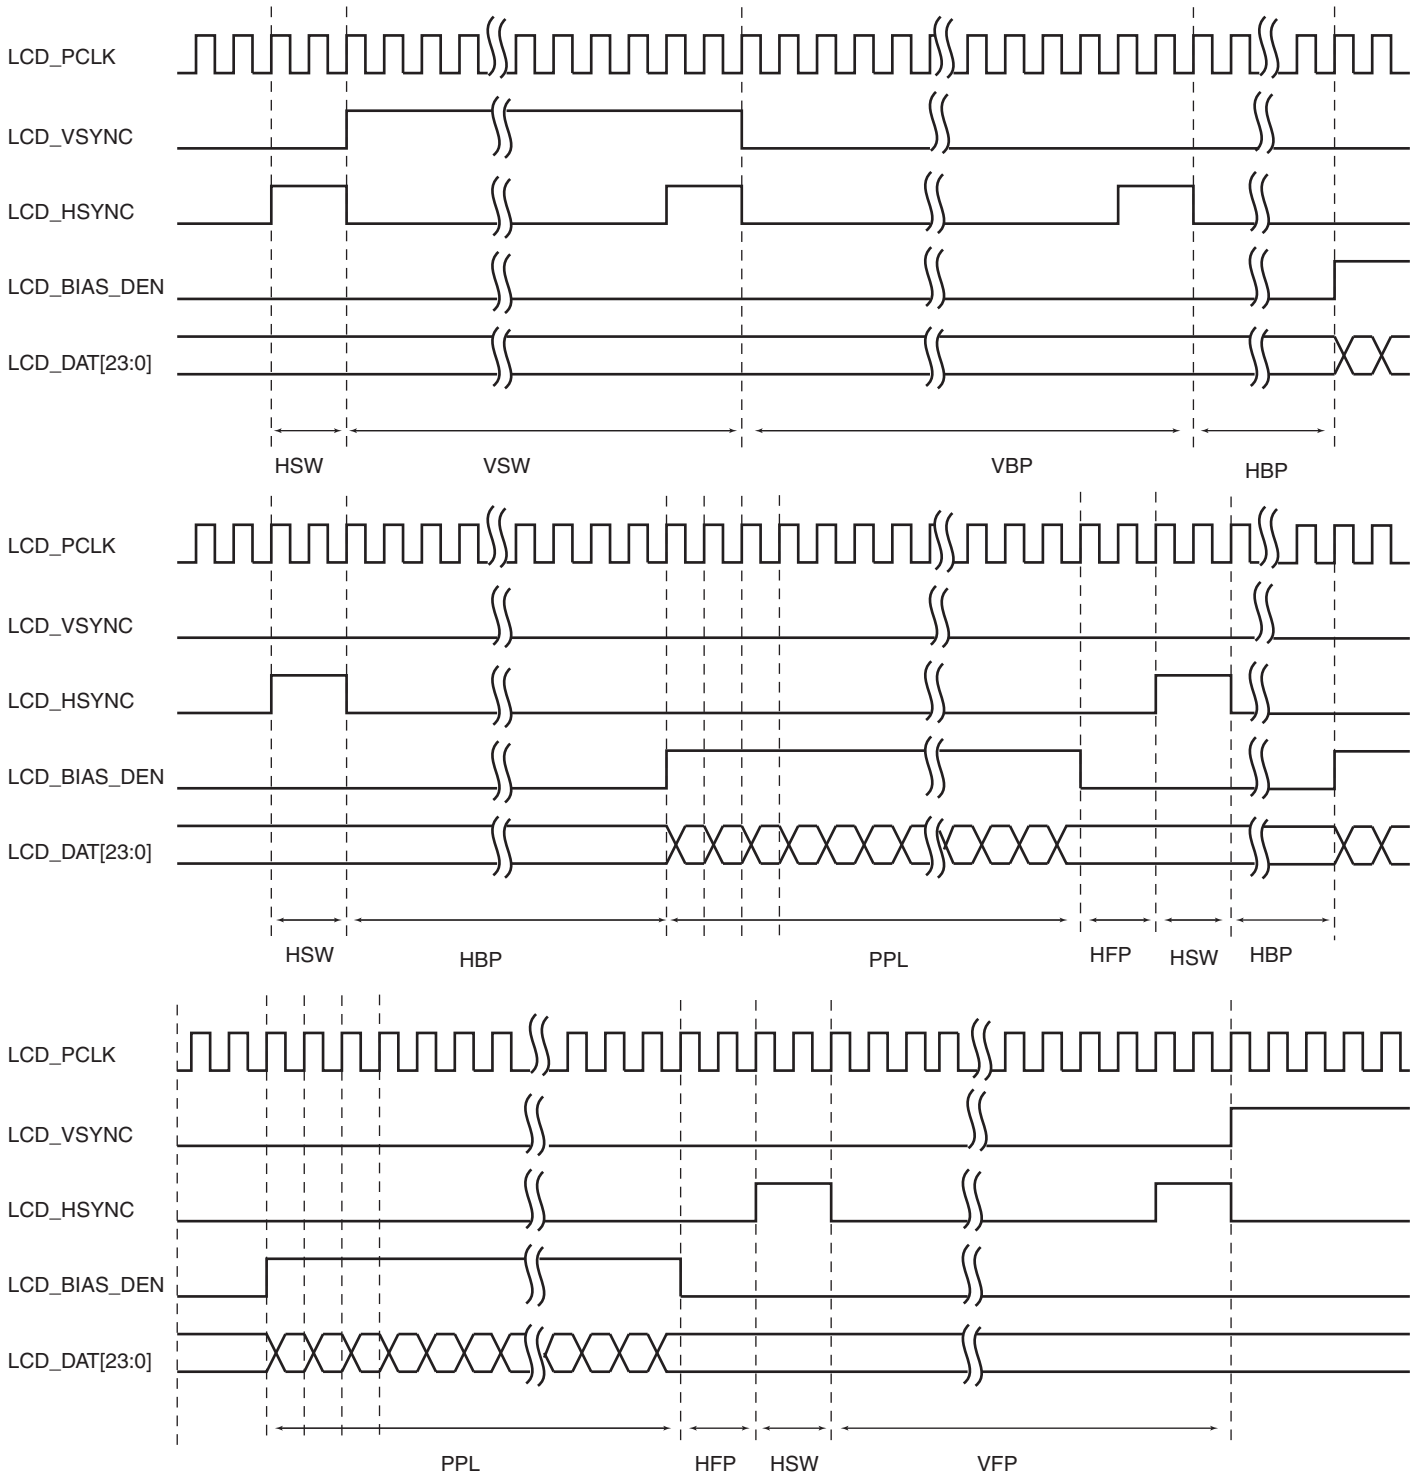 LCD_PCLK
LCD_VSYNC
LCD_HSYNC
LCD_BIAS_DEN
LCD_DAT[23:0]
HSW VSW VBP HBP
LCD_PCLK
LCD_VSYNC
LCD_HSYNC
LCD_BIAS_DEN
LCD_DAT[23:0]
HSW HBP PPL HFP HSW HBP
LCD_PCLK
LCD_VSYNC
LCD_HSYNC
LCD_BIAS_DEN
LCD_DAT[23:0]
PPL HFP HSW VFP